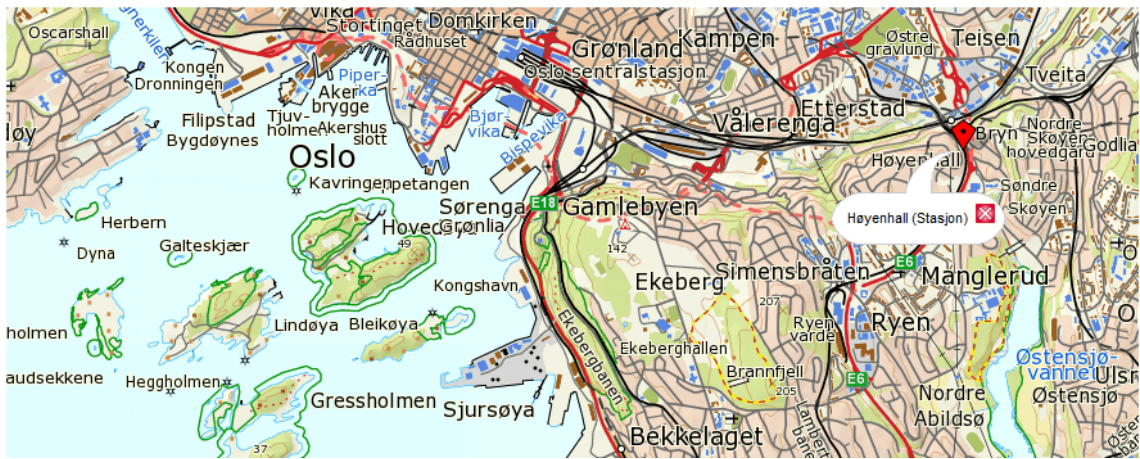 Vika
Stortinget
Domkirken
Rådhuset
Oscarshall
Kongen
Dronningen
Piper-
ka
Aker
brygge
Tjuv-
holmen
Akershus
slott
Filipstad
Bygdøynes
Bjør-
vika
Bispevika
Grønland
Oslo sentralstasjon
Kampen
Østre
gravlund
Teisen
Tveita
Etterstad
Vålerenga
Bryn
Nordre
Skøyen
hovedgård
Godlia
Høyenhall
Søndre
Skøyen
Høyenhall (Stasjon)
Oslo
Kavringen
Herbern
Dyna
Galteskjær
49
Sørenga
Grønlia
E18
Gamlebyen
142
Kongshavn
Lindøya
Bleikøya
holmen
Heggholmen
Gressholmen
37
Sjursøya
Ekebergbanen
Ekeberg
Ekeberghallen
Simensbråten
207
Brannfjell
205
Ryen
varde
E6
Manglerud
Ryen
E6
Østensjø-
vannet
Ulsr
Østensjø
Nordre
Abildsø
Bekkelaget